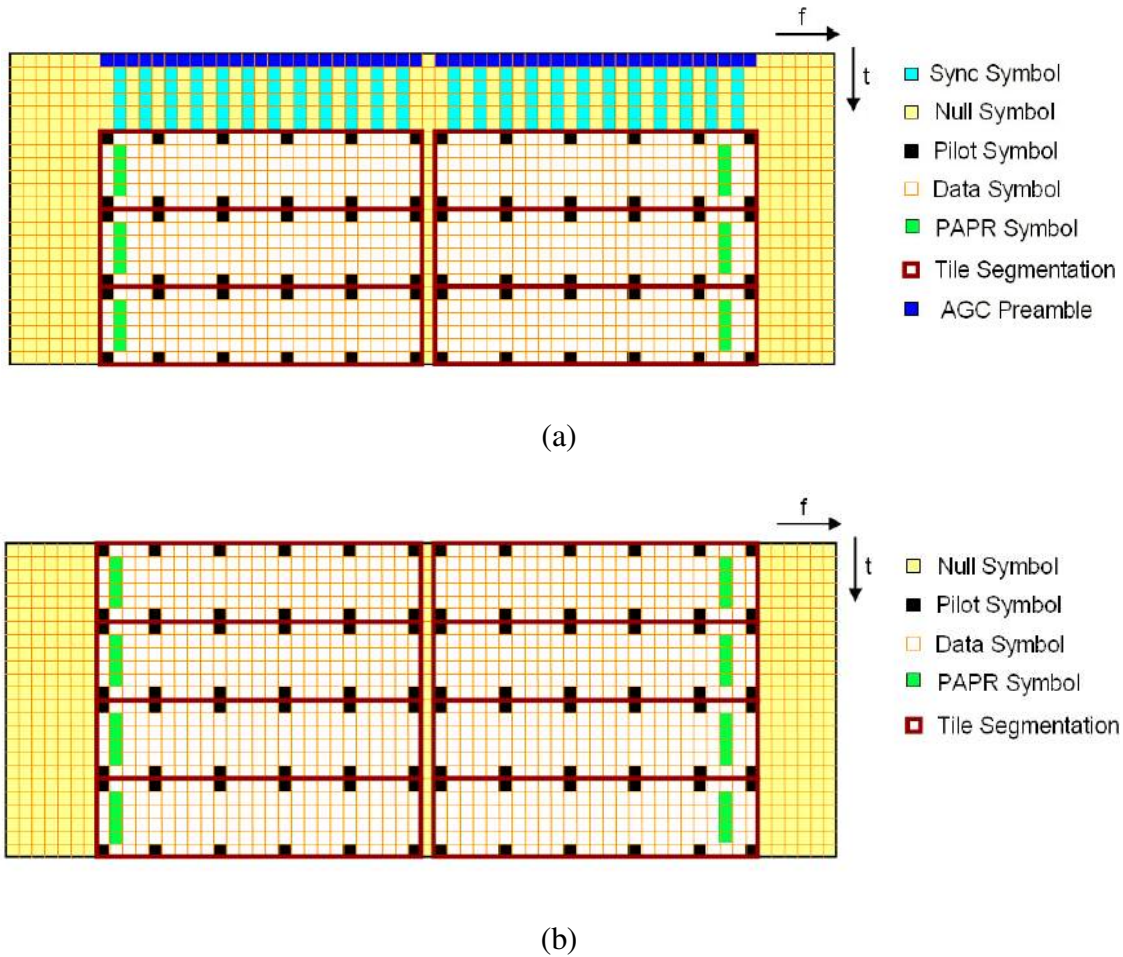 f
t
Sync Symbol
Null Symbol
Pilot Symbol
Data Symbol
PAPR Symbol
Tile Segmentation
AGC Preamble
(a)
f
t
Null Symbol
Pilot Symbol
Data Symbol
PAPR Symbol
Tile Segmentation
(b)